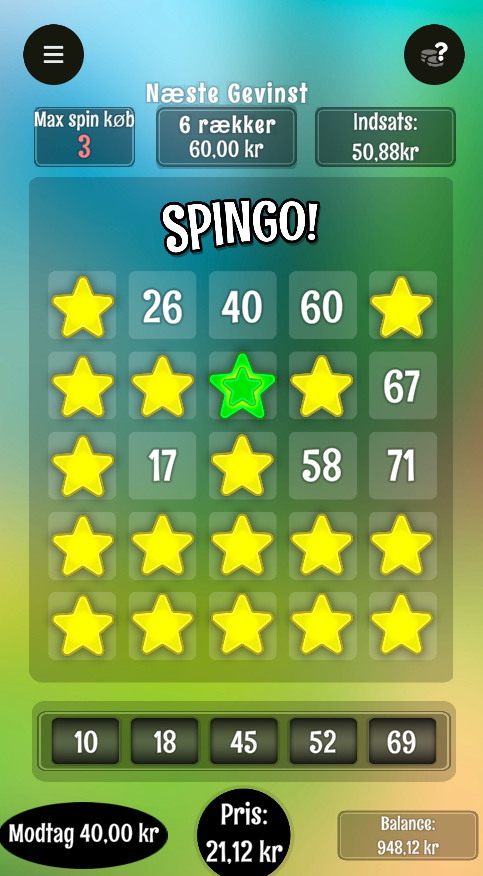 ?
Næste Gevinst
Max spin køb
3
6 rækker
60,00 kr
Indsats:
50,88kr
SPINGO!
26 40 60
67
17 58 71
10 18 45 52 69
Modtag 40,00 kr
Pris:
21,12 kr
Balance:
948,12 kr